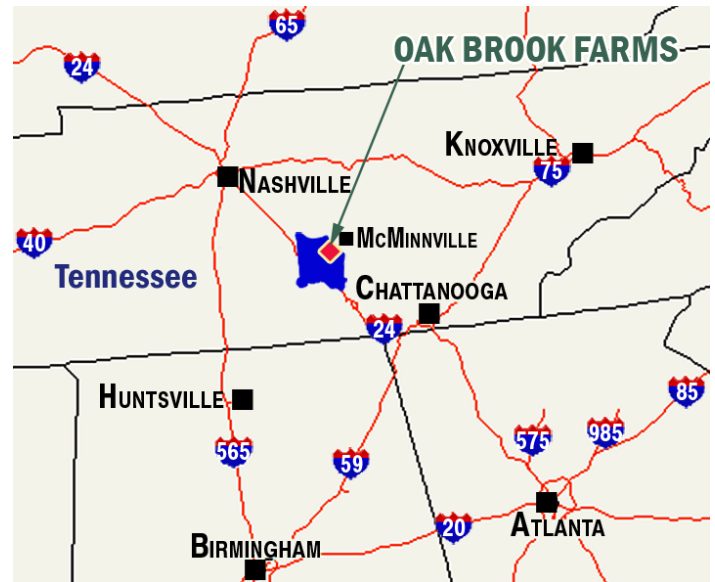 65
24
OAK BROOK FARMS
KNOXVILLE
75
NASHVILLE
40
MCMINNVILLE
Tennessee
CHATTANOOGA
24
HUNTSVILLE
85
575
985
565
59
20
ATLANTA
BIRMINGHAM